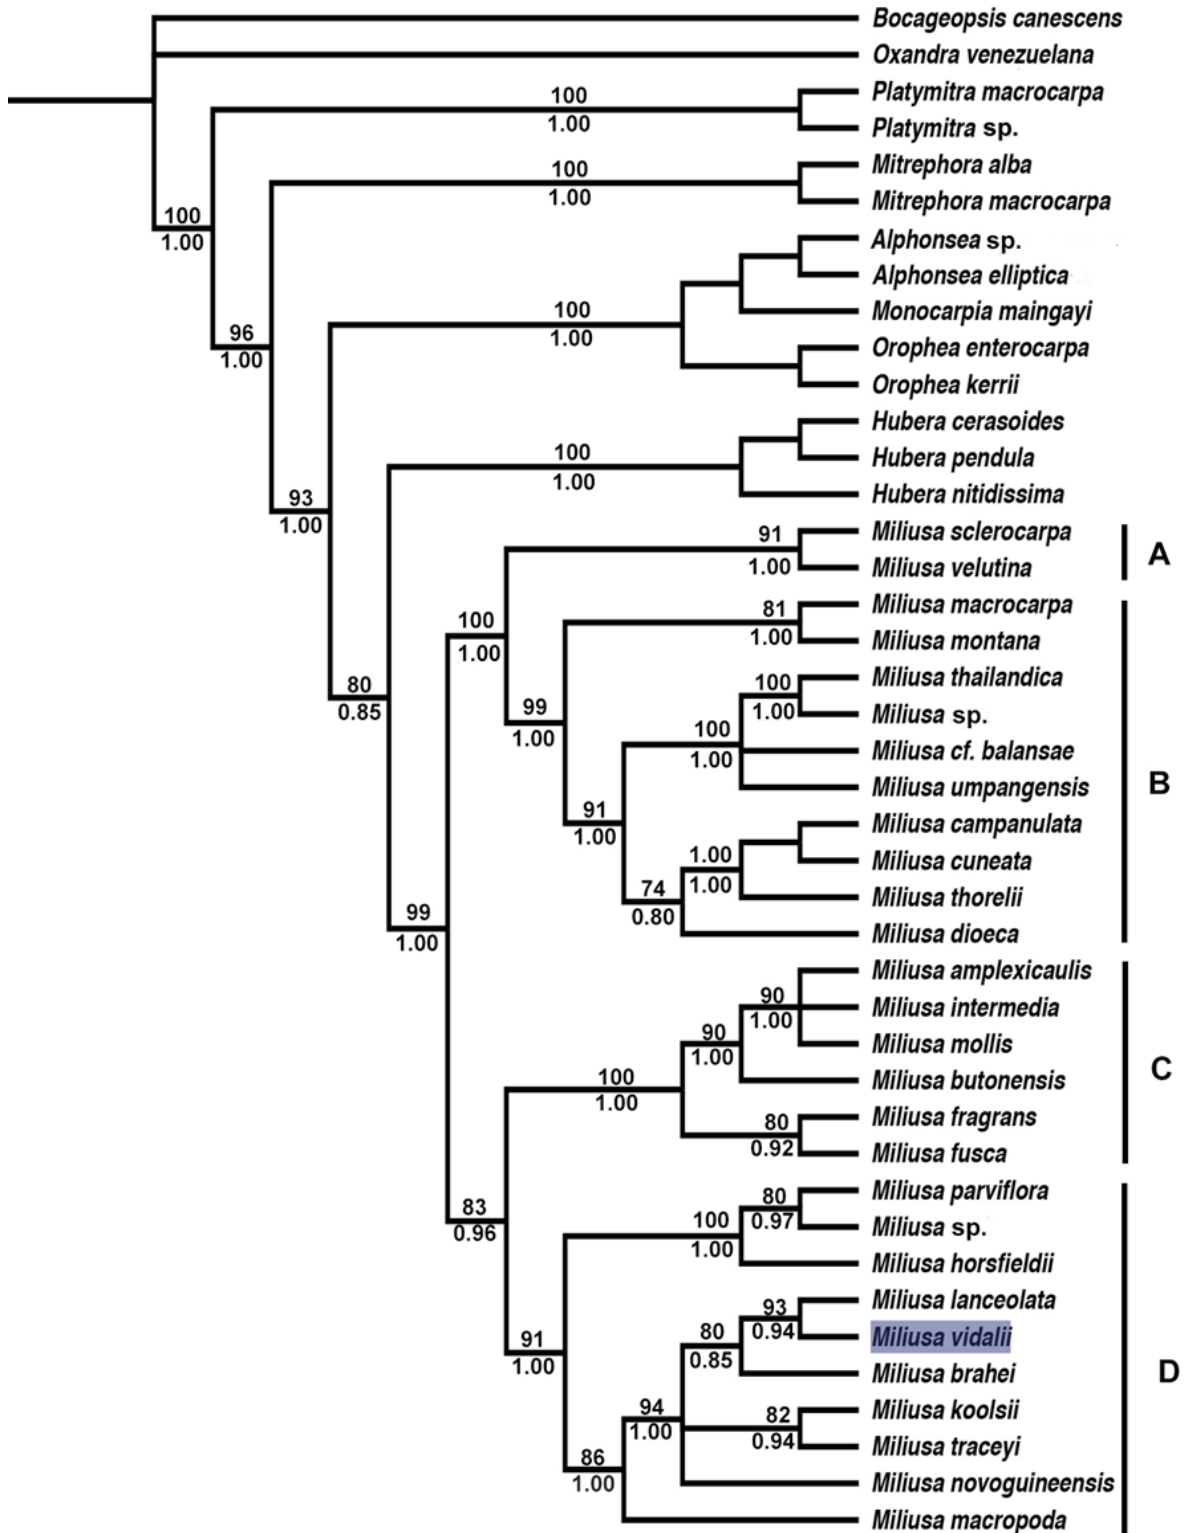 Bocageopsis canescens
Oxandra venezuelana
100
Platymitra macrocarpa
1.00
Platymitra sp.
100
Mitrephora alba
1.00
Mitrephora macrocarpa
100
1.00
Alphonsea sp.
Alphonsea elliptica
100
Monocarpia maingayi
96
1.00
1.00
Orophea enterocarpa
Orophea kerrii
Hubera cerasoides
100
Hubera pendula
1.00
93
Hubera nitidissima
1.00
91
Miliusa sclerocarpa
A
1.00
Miliusa velutina
81
Miliusa macrocarpa
100
1.00
Miliusa montana
1.00
80
0.85
100
Miliusa thailandica
99
1.00
Miliusa sp.
1.00
100
Miliusa cf. balansae
1.00
Miliusa umpangensis
B
91
1.00
Miliusa campanulata
1.00
Miliusa cuneata
1.00
74
Miliusa thorelii
0.80
99
Miliusa dioeca
1.00
Miliusa amplexicaulis
90
Miliusa intermedia
1.00
90
Miliusa mollis
1.00
C
100
Miliusa butonensis
1.00
80
Miliusa fragrans
0.92
Miliusa fusca
83
80
Miliusa parviflora
0.96
100
0.97
Miliusa sp.
1.00
Miliusa horsfieldii
93
Miliusa lanceolata
91
80
0.94
Miliusa vidalii
1.00
0.85
Miliusa brahei
D
94
82
Miliusa koolsii
1.00
0.94
Miliusa traceyi
86
1.00
Miliusa novoguineensis
Miliusa macropoda